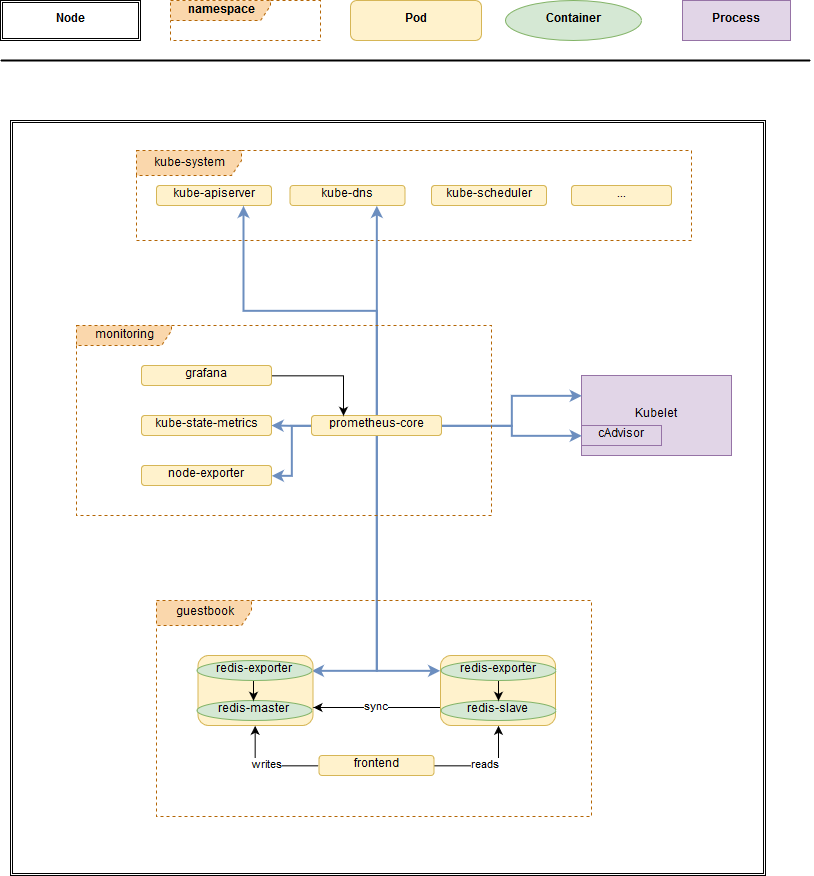 Node
namespace
Pod
Container
Process
kube-system
kube-apiserver
kube-dns
kube-scheduler
...
monitoring
grafana
kube-state-metrics
prometheus-core
node-exporter
Kubelet
cAdvisor
guestbook
redis-exporter
redis-exporter
redis-master
sync
redis-slave
writes
frontend
reads